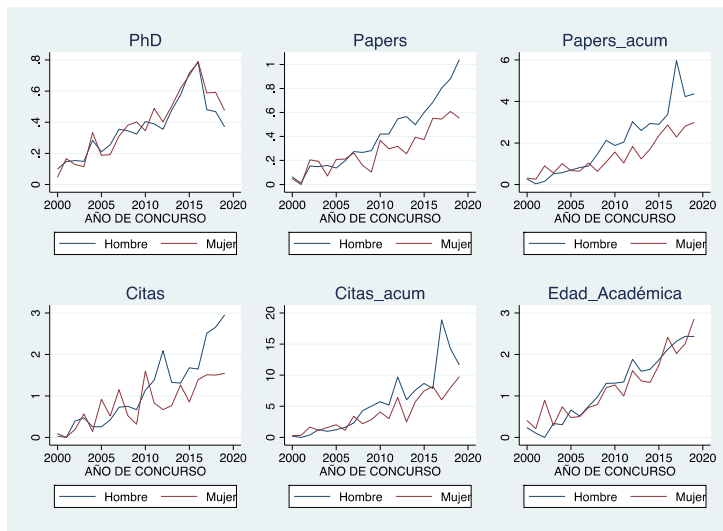 PhD
.8
.6
.4
.2
0
2000 2005 2010 2015 2020
AÑO DE CONCURSO
Hombre Mujer
Papers
1
.8
.6
.4
.2
0
2000 2005 2010 2015 2020
AÑO DE CONCURSO
Hombre Mujer
Papers_acum
6
4
2
0
2000 2005 2010 2015 2020
AÑO DE CONCURSO
Hombre Mujer
Citas
3
2
1
0
2000 2005 2010 2015 2020
AÑO DE CONCURSO
Hombre Mujer
Citas_acum
20
15
10
5
0
2000 2005 2010 2015 2020
AÑO DE CONCURSO
Hombre Mujer
Edad_Académica
3
2
1
0
2000 2005 2010 2015 2020
AÑO DE CONCURSO
Hombre Mujer